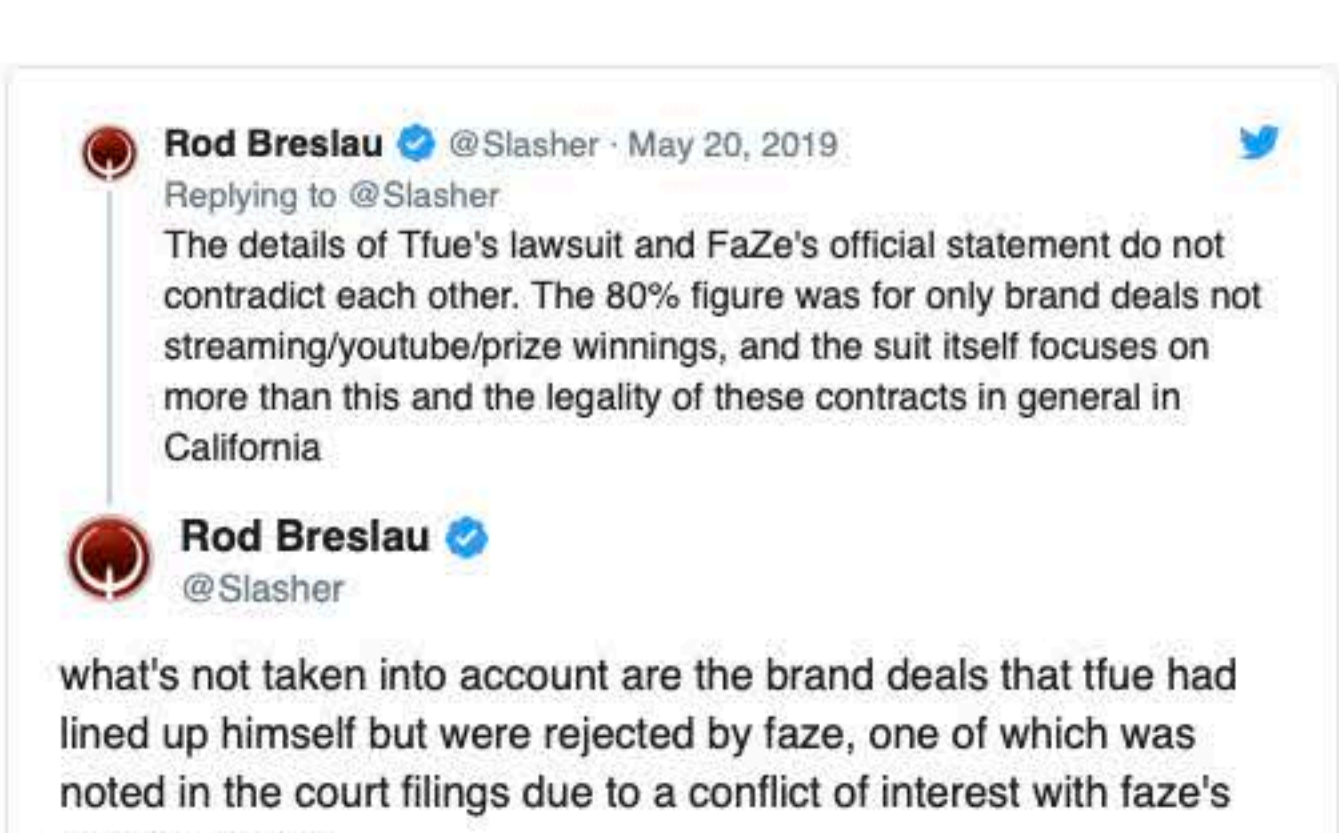 Rod Breslau @Slasher · May 20, 2019
Replying to @Slasher
The details of Tfue's lawsuit and FaZe's official statement do not
contradict each other. The 80% figure was for only brand deals not
streaming/youtube/prize winnings, and the suit itself focuses on
more than this and the legality of these contracts in general in
California
Rod Breslau
@Slasher
what's not taken into account are the brand deals that tfue had
lined up himself but were rejected by faze, one of which was
noted in the court filings due to a conflict of interest with faze's